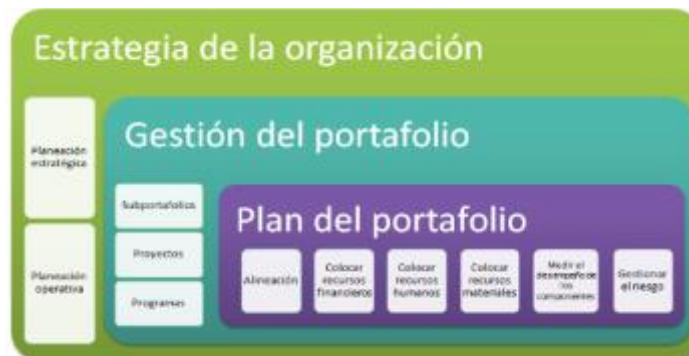 Estrategia de la organización
Planeación
estratégica
Planeación
operativa
Gestión del portafolio
Subportafolios
Proyectos
Programas
Plan del portafolio
Alineación
Colocar
recursos
financieros
Colocar
recursos
humanos
Colocar
recursos
materiales
Medir el
desempeño de
los
componentes
Gestionar
el riesgo